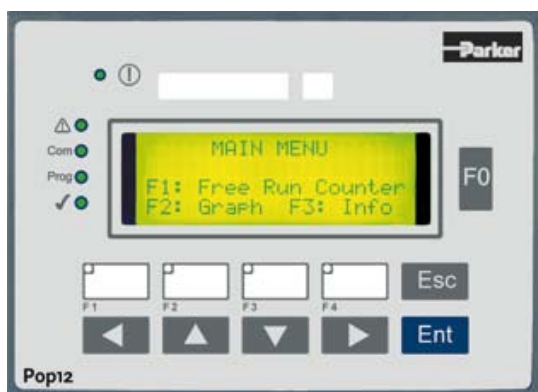 Parker
Com
Prog
MAIN MENU
F1: Free Run Counter
F2: Graph F3: Info
F0
F1
F2
F3
F4
Esc
Ent
Pop12